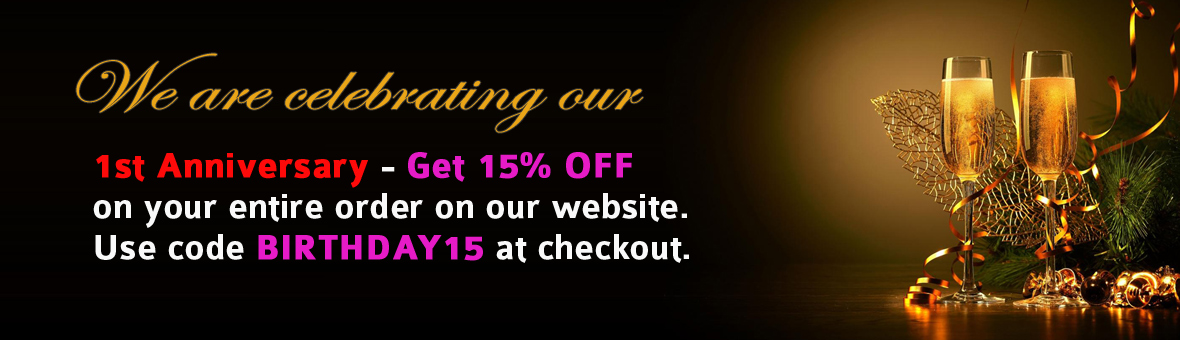 We are celebrating our
1st Anniversary - Get 15% OFF
on your entire order on our website.
Use code BIRTHDAY15 at checkout.